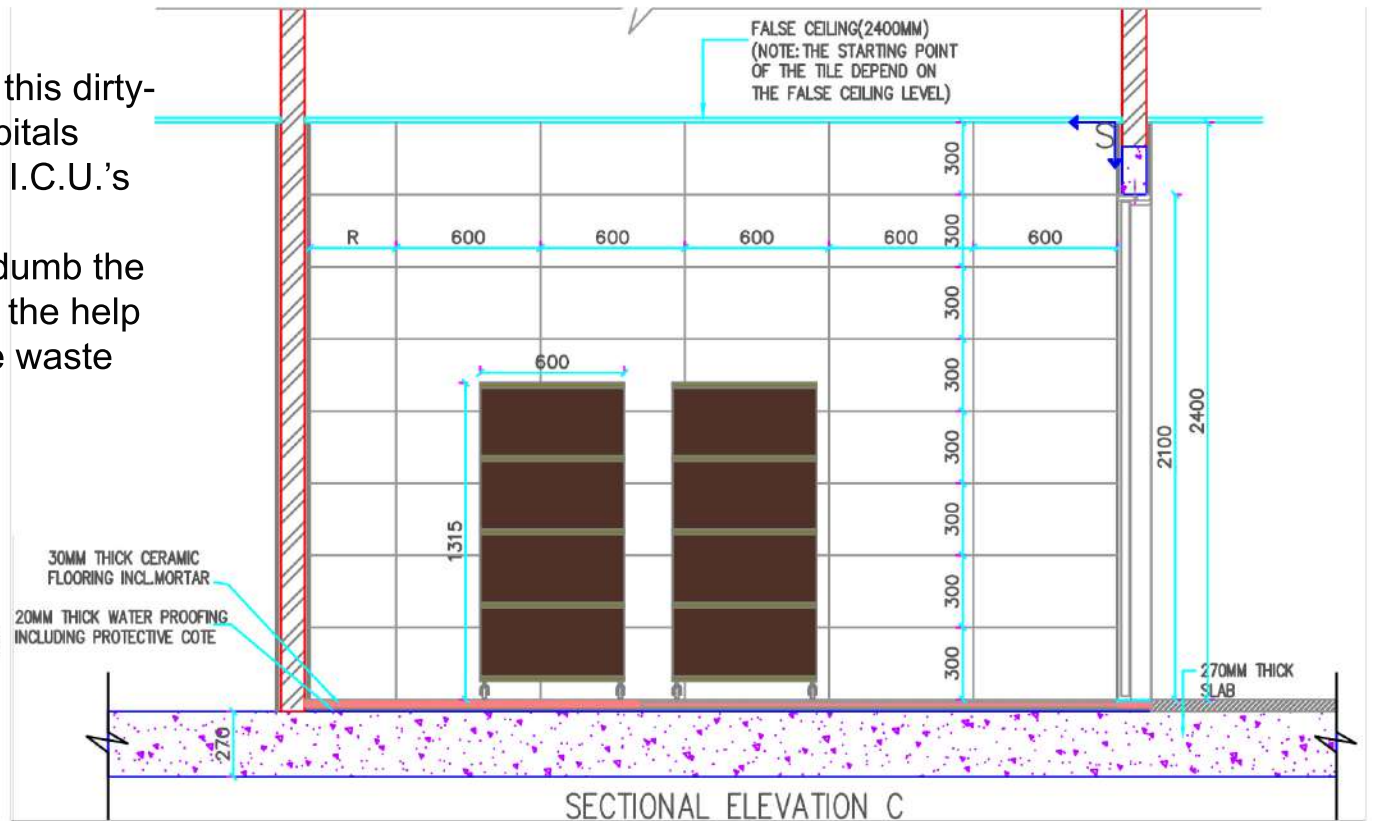 this dirty-
pitals
I.C.U.'s
dumb the
the help
waste
FALSE CEILING(2400MM)
(NOTE: THE STARTING POINT
OF THE TILE DEPEND ON
THE FALSE CEILING LEVEL)
S
300
R 600 600 600 600 300 600
300
600
300
300
2400
2100
1315
300
300
300
30MM THICK CERAMIC
FLOORING INCL.MORTAR
20MM THICK WATER PROOFING
INCLUDING PROTECTIVE COTE
270MM THICK
SLAB
270
SECTIONAL ELEVATION C